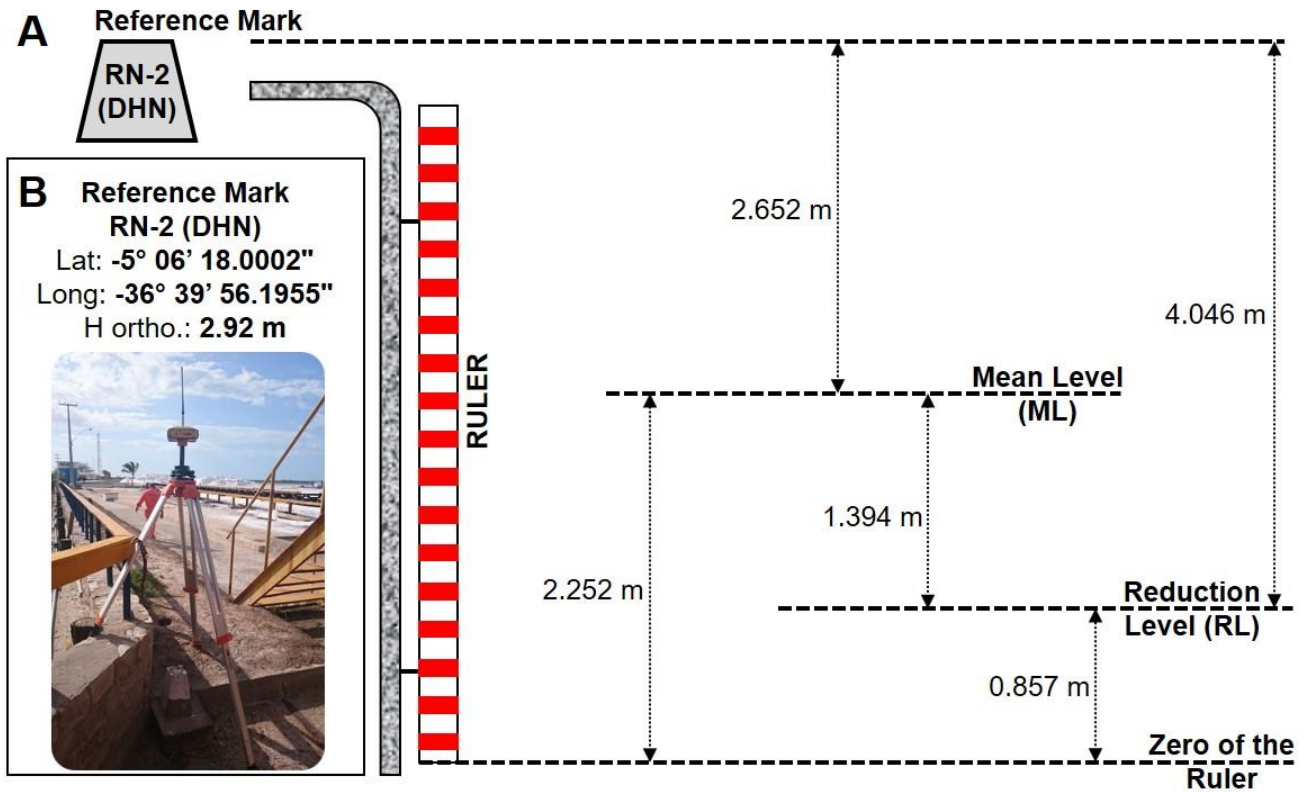 A
Reference Mark
RN-2
(DHN)
B
Reference Mark
RN-2 (DHN)
Lat: -5° 06’ 18.0002"
Long: -36° 39’ 56.1955"
H ortho.: 2.92 m
RULER
2.652 m
4.046 m
Mean Level
(ML)
1.394 m
2.252 m
Reduction
Level (RL)
0.857 m
Zero of the
Ruler